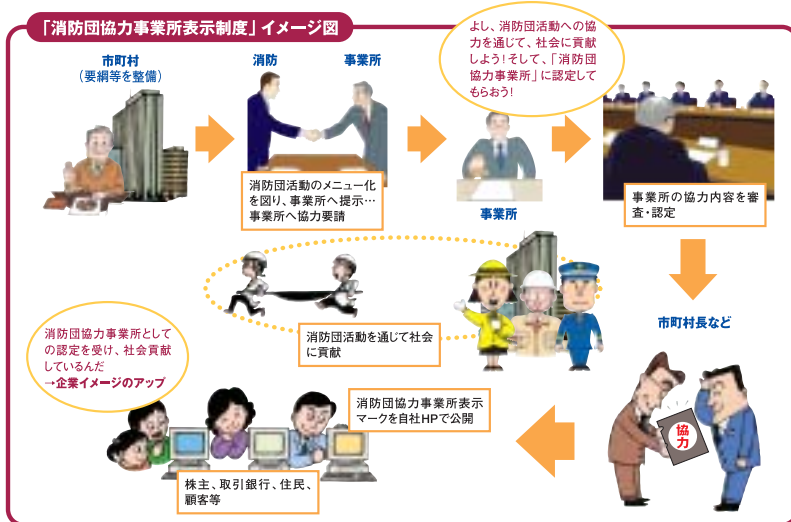 「消防団協力事業所表示制度」イメージ図
市町村
（要綱等を整備）
消防
事業所
消防団活動のメニュー化
を図り、事業所へ提示…
事業所へ協力要請
よし、消防団活動への協
力を通じて、社会に貢献
しよう！そして、「消防団
協力事業所」に認定して
もらおう！
事業所
事業所の協力内容を審
査・認定
市町村長など
協力
消防団活動を通じて社会
に貢献
消防団協力事業所表示
マークを自社HPで公開
消防団協力事業所として
の認定を受け、社会貢献
しているんだ
→企業イメージのアップ
株主、取引銀行、住民、
顧客等